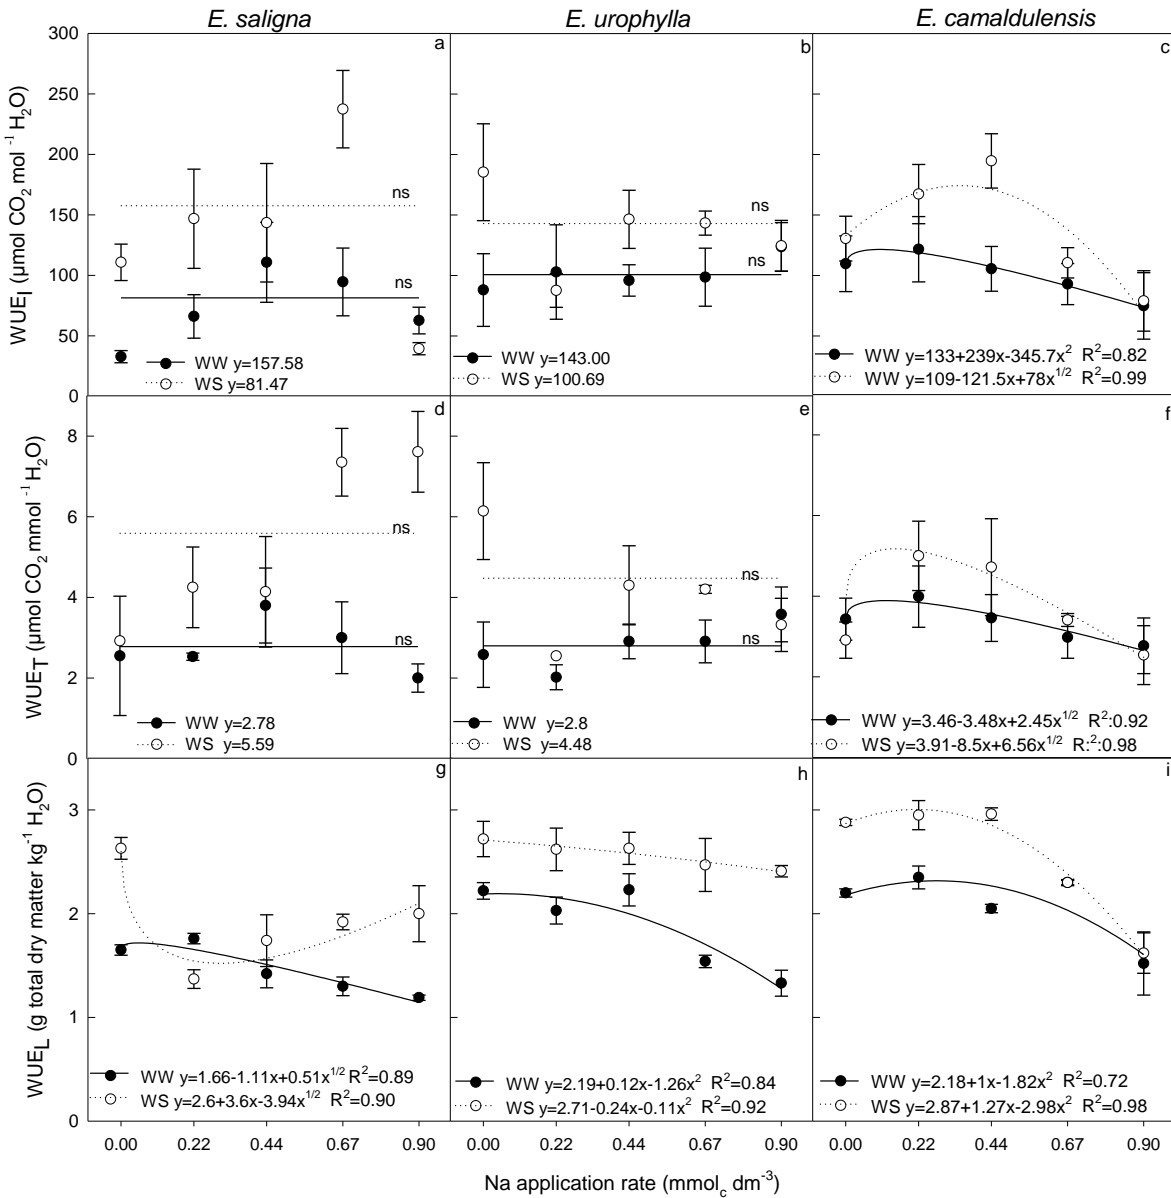 E. saligna E. urophylla E. camaldulensis
WUE_I (µmol CO₂ mol⁻¹ H₂O)
300
250
200
150
100
50
0
a
ns
ns
WW y=157.58
WS y=81.47
b
ns
ns
WW y=143.00
WS y=100.69
c
WW y=133+239x-345.7x² R²=0.82
WW y=109-121.5x+78x^1/2 R²=0.99
WUE_T (µmol CO₂ mmol⁻¹ H₂O)
8
6
4
2
0
d
ns
ns
WW y=2.78
WS y=5.59
e
ns
ns
WW y=2.8
WS y=4.48
f
WW y=3.46-3.48x+2.45x^1/2 R²:0.92
WS y=3.91-8.5x+6.56x^1/2 R:²:0.98
WUE_L (g total dry matter kg⁻¹ H₂O)
3
2
1
0
g
WW y=1.66-1.11x+0.51x^1/2 R²=0.89
WS y=2.6+3.6x-3.94x^1/2 R²=0.90
h
WW y=2.19+0.12x-1.26x² R²=0.84
WS y=2.71-0.24x-0.11x² R²=0.92
i
WW y=2.18+1x-1.82x² R²=0.72
WS y=2.87+1.27x-2.98x² R²=0.98
0.00 0.22 0.44 0.67 0.90 0.00 0.22 0.44 0.67 0.90 0.00 0.22 0.44 0.67 0.90
Na application rate (mmol_c dm⁻³)